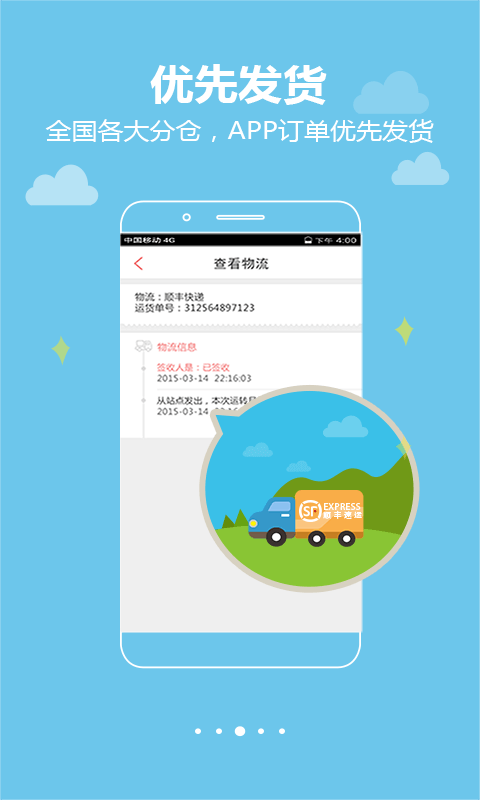 优先发货
全国各大分仓，APP订单优先发货
中国移动 4G 下午 4:00
查看物流
物流：顺丰快递
运货单号：312564897123
物流信息
签收人是：已签收
2015-03-14 22:16:03
从站点发出，本次运转
2015-03-14
SF EXPRESS
顺丰速运